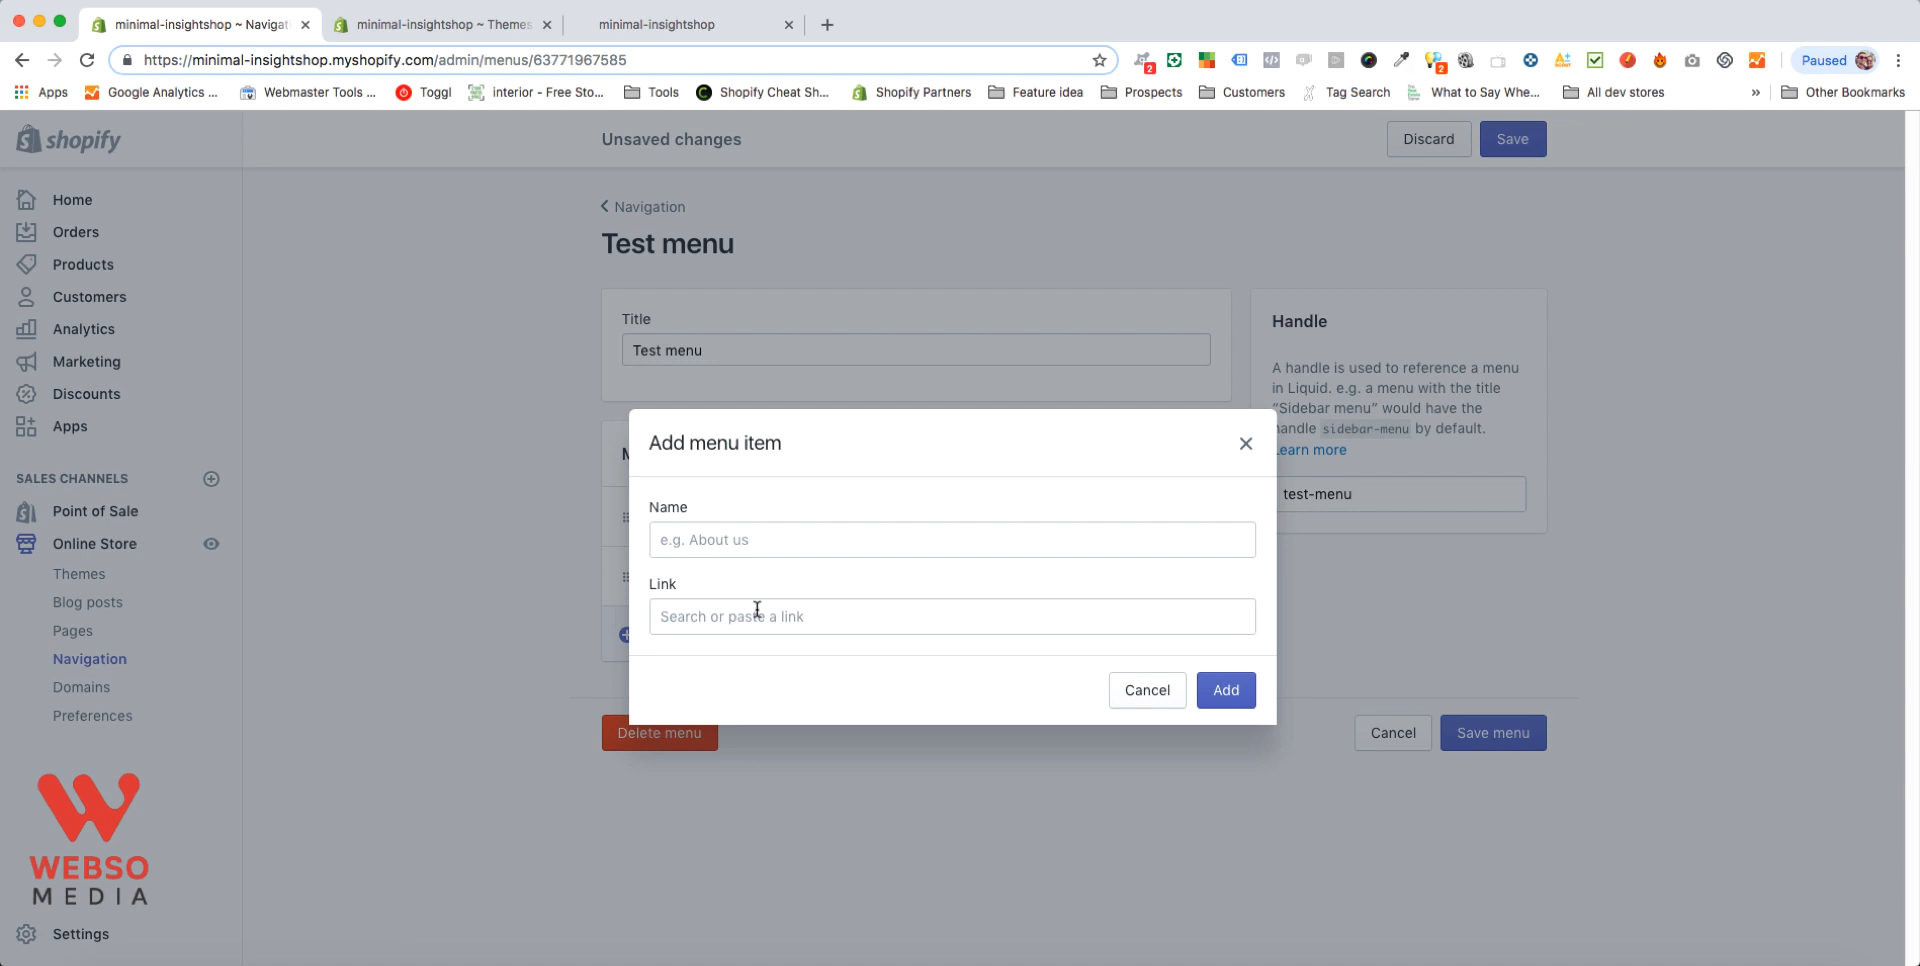 minimal-insightshop ~ Navigati
minimal-insightshop ~ Themes
minimal-insightshop
https://minimal-insightshop.myshopify.com/admin/menus/63771967585
2
2
Paused
Apps
Google Analytics ...
Webmaster Tools ...
Toggl
interior - Free Sto...
Tools
Shopify Cheat Sh...
Shopify Partners
Feature idea
Prospects
Customers
Tag Search
What to Say Whe...
All dev stores
»
Other Bookmarks
shopify
Unsaved changes
Discard
Save
Home
Orders
Products
Customers
Analytics
Marketing
Discounts
Apps
SALES CHANNELS
Point of Sale
Online Store
Themes
Blog posts
Pages
Navigation
Domains
Preferences
WEBSO
MEDIA
Settings
Navigation
Test menu
Title
Test menu
Handle
A handle is used to reference a menu
in Liquid. e.g. a menu with the title
"Sidebar menu" would have the
handle sidebar-menu by default.
earn more
test-menu
Add menu item
Name
e.g. About us
Link
Search or paste a link
Cancel
Add
Delete menu
Cancel
Save menu